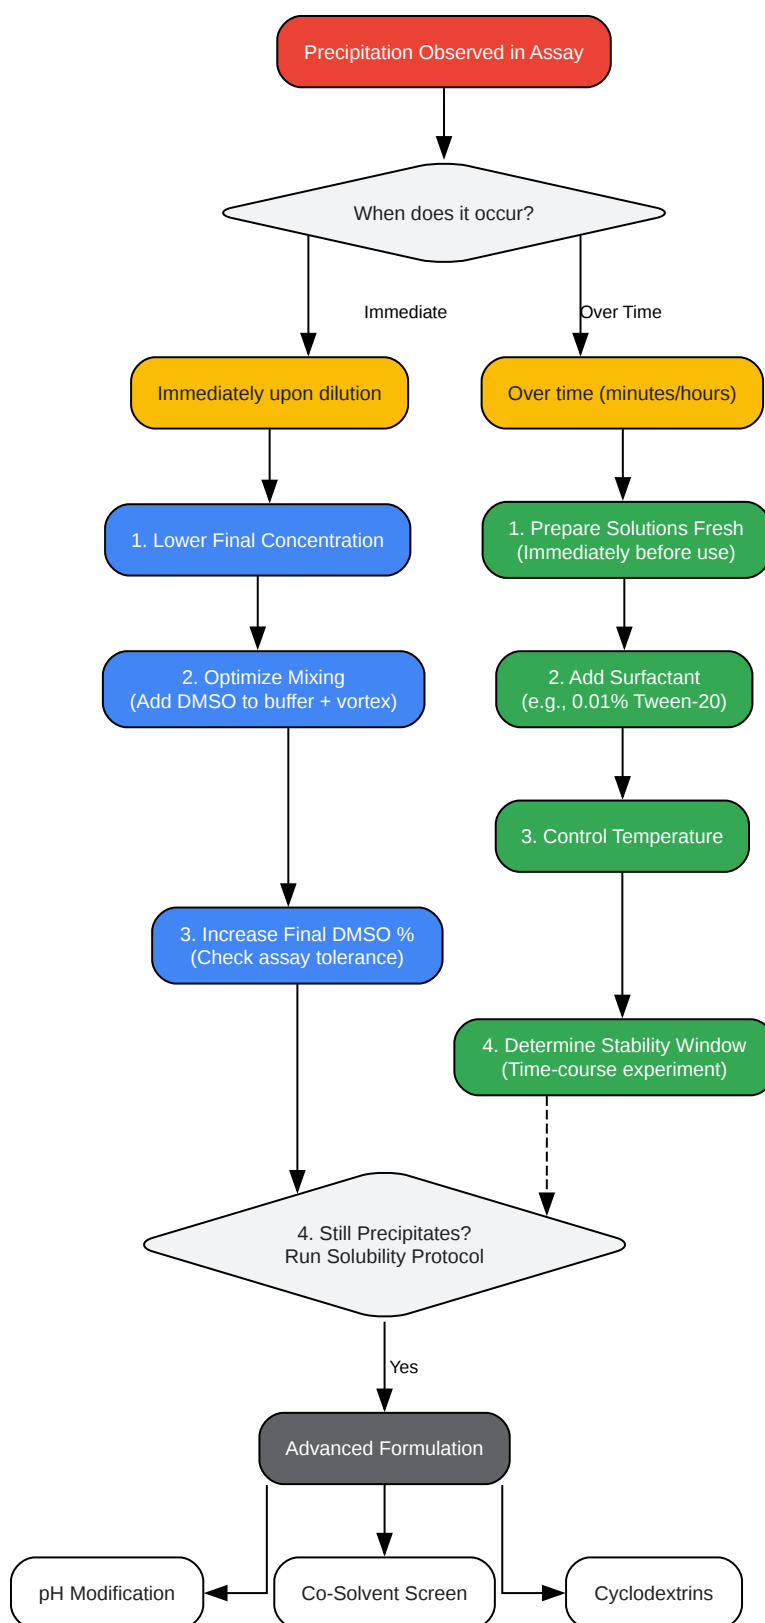 Precipitation Observed in Assay
When does it occur?
Immediate
Over Time
Immediately upon dilution
Over time (minutes/hours)
1. Lower Final Concentration
1. Prepare Solutions Fresh
(Immediately before use)
2. Optimize Mixing
(Add DMSO to buffer + vortex)
2. Add Surfactant
(e.g., 0.01% Tween-20)
3. Control Temperature
3. Increase Final DMSO %
(Check assay tolerance)
4. Determine Stability Window
(Time-course experiment)
4. Still Precipitates?
Run Solubility Protocol
Yes
Advanced Formulation
pH Modification
Co-Solvent Screen
Cyclodextrins